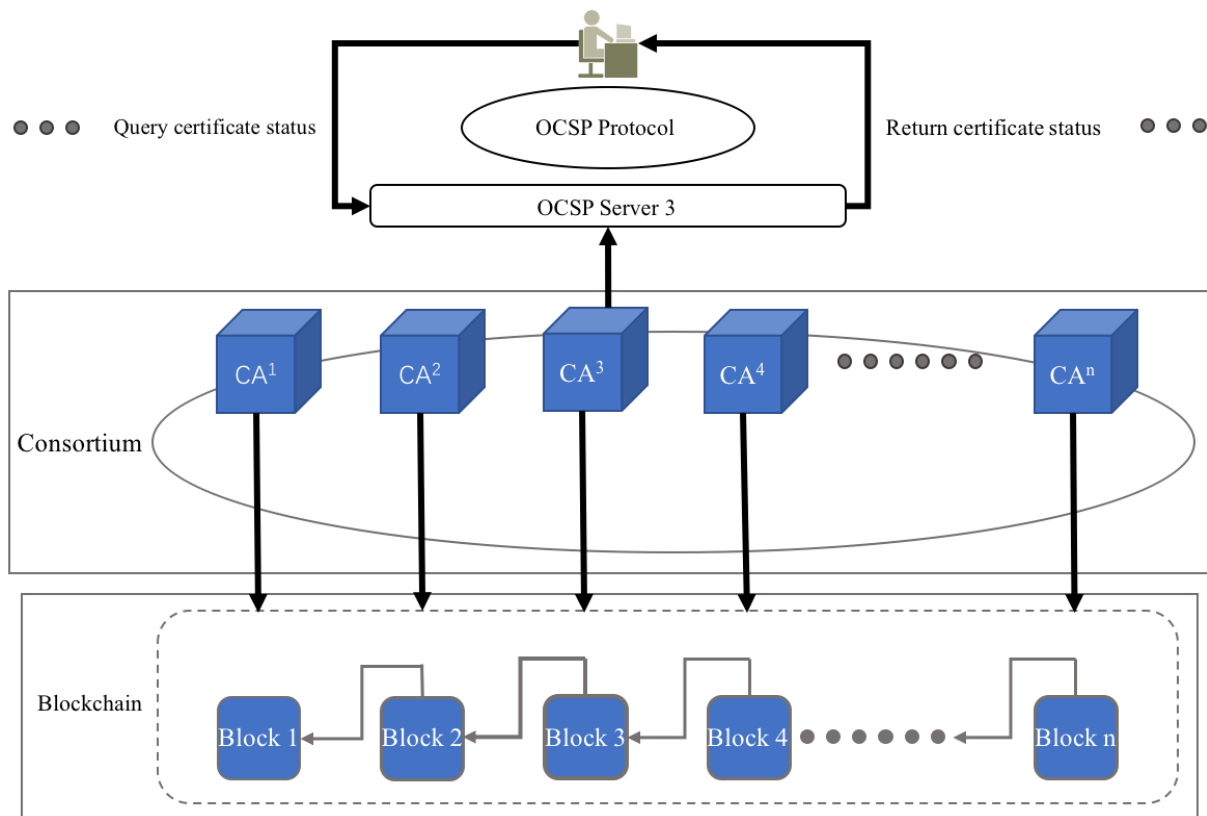 Query certificate status
OCSP Protocol
Return certificate status
OCSP Server 3
CA¹
CA²
CA³
CA⁴
CAⁿ
Consortium
Blockchain
Block 1
Block 2
Block 3
Block 4
Block n